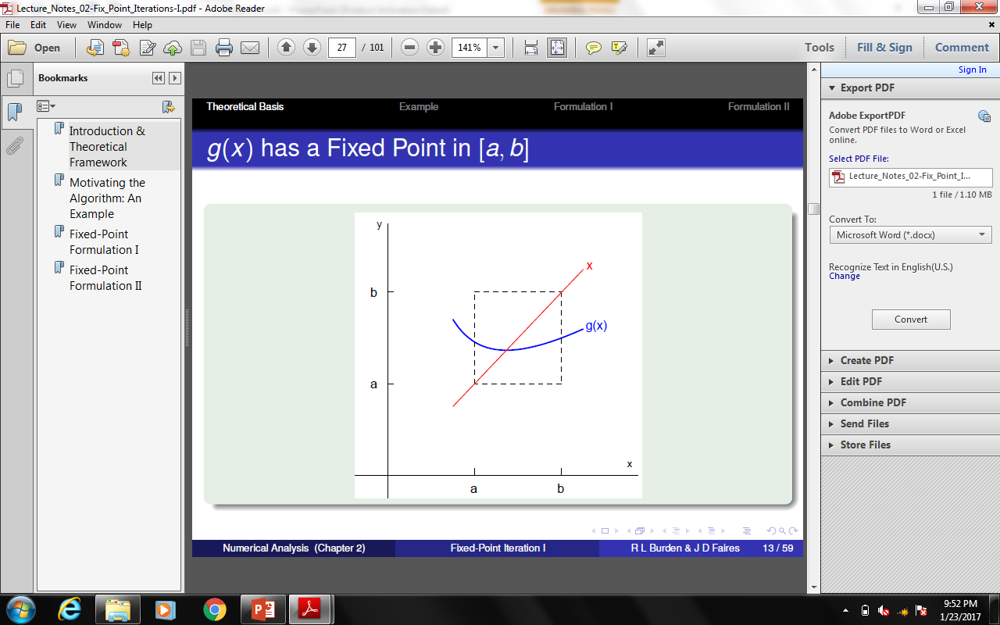 Lecture_Notes_02-Fix_Point_Iterations-I.pdf - Adobe Reader
File Edit View Window Help
Open 27 / 101 141% Tools Fill & Sign Comment
Sign In
Bookmarks
Introduction &
Theoretical
Framework
Motivating the
Algorithm: An
Example
Fixed-Point
Formulation I
Fixed-Point
Formulation II
Theoretical Basis Example Formulation I Formulation II
g(x) has a Fixed Point in [a, b]
y
x
b
g(x)
a
x
a b
Numerical Analysis (Chapter 2) Fixed-Point Iteration I R L Burden & J D Faires 13 / 59
Export PDF
Adobe ExportPDF
Convert PDF files to Word or Excel
online.
Select PDF File:
Lecture_Notes_02-Fix_Point_I...
1 file / 1.10 MB
Convert To:
Microsoft Word (*.docx)
Recognize Text in English(U.S.)
Change
Convert
Create PDF
Edit PDF
Combine PDF
Send Files
Store Files
9:52 PM
1/23/2017